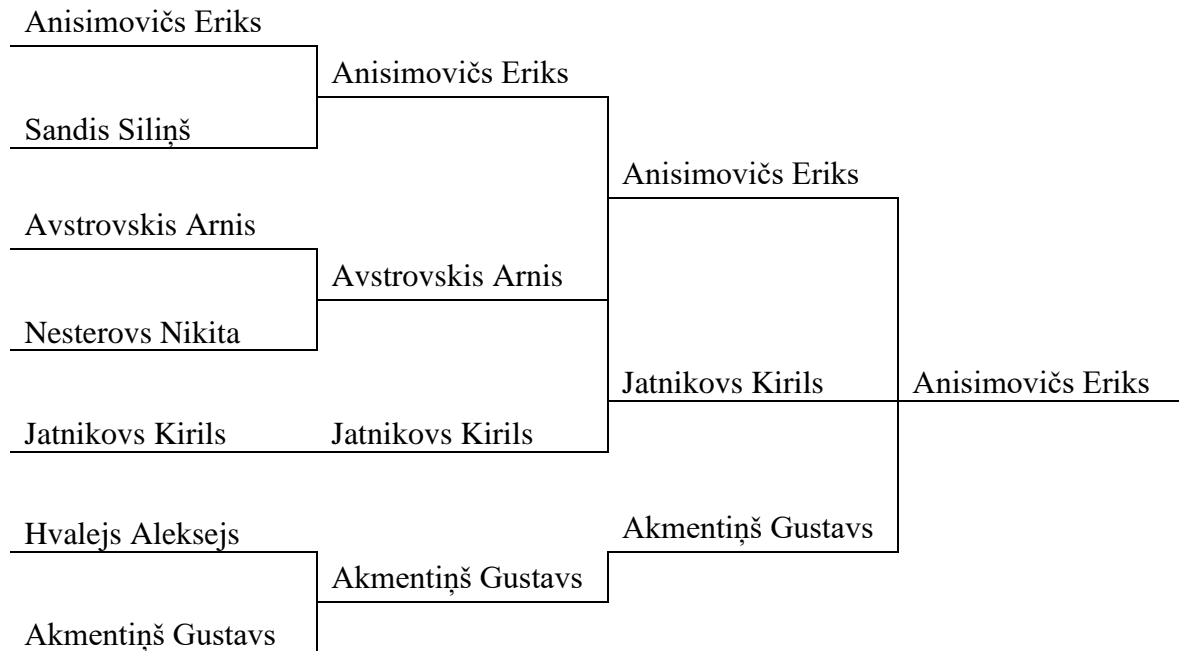 Anisimovičs Eriks
Anisimovičs Eriks
Sandis Siliņš
Anisimovičs Eriks
Avstrovskis Arnis
Avstrovskis Arnis
Nesterovs Nikita
Jatnikovs Kirils
Anisimovičs Eriks
Jatnikovs Kirils
Jatnikovs Kirils
Hvalejs Aleksejs
Akmentiņš Gustavs
Akmentiņš Gustavs
Akmentiņš Gustavs